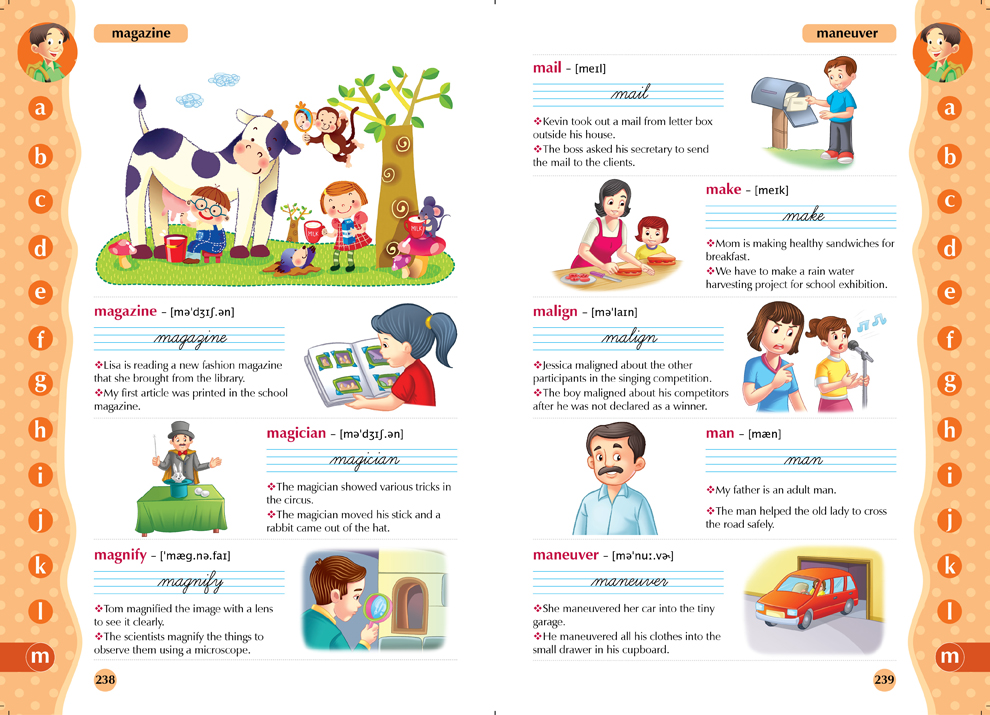 magazine
a
b
c
d
e
f
g
h
i
j
k
l
m
MILK
MILK
magazine – [məˈdʒɪʃ.ən]
magazine
❖Lisa is reading a new fashion magazine
that she brought from the library.
❖My first article was printed in the school
magazine.
magician – [məˈdʒɪʃ.ən]
magician
❖The magician showed various tricks in
the circus.
❖The magician moved his stick and a
rabbit came out of the hat.
magnify – [ˈmæɡ.nə.faɪ]
magnify
❖Tom magnified the image with a lens
to see it clearly.
❖The scientists magnify the things to
observe them using a microscope.
238
maneuver
mail – [meɪl]
mail
❖Kevin took out a mail from letter box
outside his house.
❖The boss asked his secretary to send
the mail to the clients.
make – [meɪk]
make
❖Mom is making healthy sandwiches for
breakfast.
❖We have to make a rain water
harvesting project for school exhibition.
malign – [məˈlaɪn]
malign
❖Jessica maligned about the other
participants in the singing competition.
❖The boy maligned about his competitors
after he was not declared as a winner.
man – [mæn]
man
❖My father is an adult man.
❖The man helped the old lady to cross
the road safely.
maneuver – [məˈnuː.vɚ]
maneuver
❖She maneuvered her car into the tiny
garage.
❖He maneuvered all his clothes into the
small drawer in his cupboard.
239
a
b
c
d
e
f
g
h
i
j
k
l
m